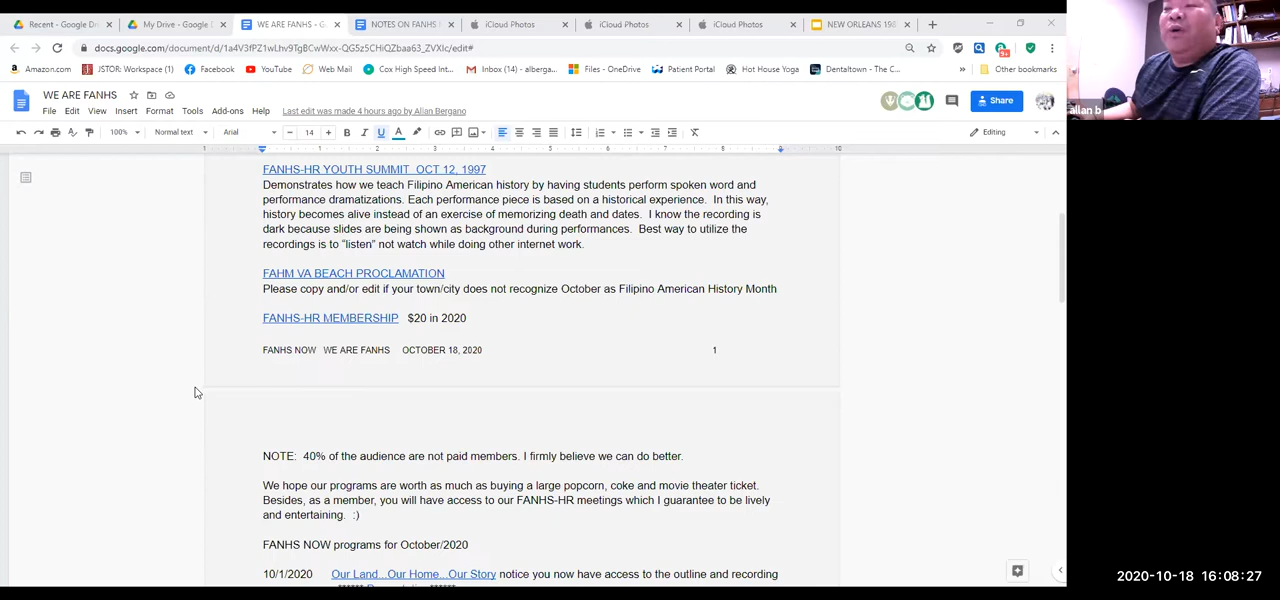 Recent - Google Dr
My Drive - Google D
WE ARE FANHS - G
NOTES ON FANHS
iCloud Photos
iCloud Photos
iCloud Photos
NEW ORLEANS 198
docs.google.com/document/d/
Amazon.com
JSTOR: Workspace (1)
Facebook
YouTube
Web Mail
Cox High Speed Int...
Inbox (14) - alberga...
Files - OneDrive
Patient Portal
Hot House Yoga
Dentaltown - The C...
Other bookmarks
WE ARE FANHS
File Edit View Insert Format Tools Add-ons Help Last edit was made 4 hours ago by Allan Bergano
Share
allan b
100% Normal text Arial 14 B I U A Editing
1 1 2 3 4 5 6 7 8 9 10
FANHS-HR YOUTH SUMMIT OCT 12, 1997
Demonstrates how we teach Filipino American history by having students perform spoken word and
performance dramatizations. Each performance piece is based on a historical experience. In this way,
history becomes alive instead of an exercise of memorizing death and dates. I know the recording is
dark because slides are being shown as background during performances. Best way to utilize the
recordings is to “listen” not watch while doing other internet work.
FAHM VA BEACH PROCLAMATION
Please copy and/or edit if your town/city does not recognize October as Filipino American History Month
FANHS-HR MEMBERSHIP $20 in 2020
FANHS NOW WE ARE FANHS OCTOBER 18, 2020 1
NOTE: 40% of the audience are not paid members. I firmly believe we can do better.
We hope our programs are worth as much as buying a large popcorn, coke and movie theater ticket.
Besides, as a member, you will have access to our FANHS-HR meetings which I guarantee to be lively
and entertaining. :)
FANHS NOW programs for October/2020
10/1/2020 Our Land...Our Home...Our Story notice you now have access to the outline and recording
2020-10-18 16:08:27